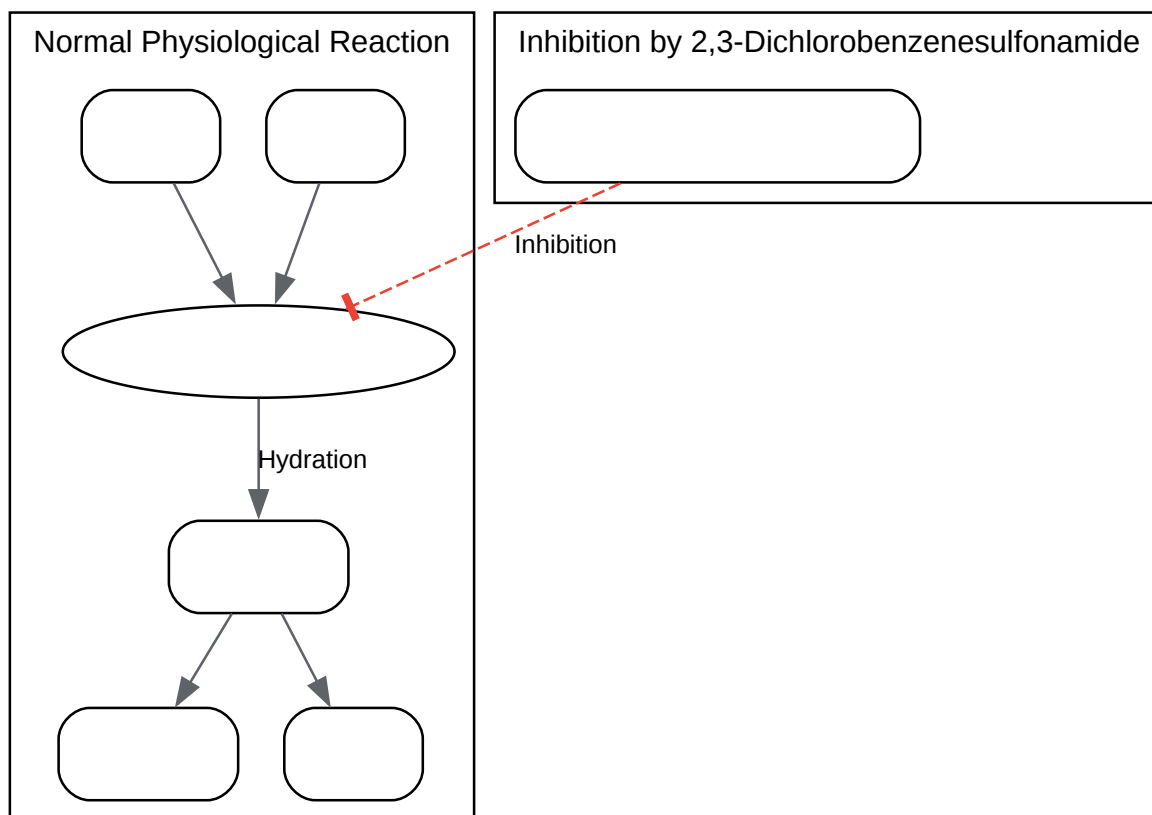 Normal Physiological Reaction
Inhibition by 2,3-Dichlorobenzenesulfonamide
Inhibition
Hydration